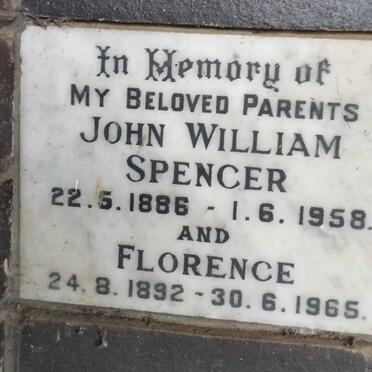 In Memory of
MY BELOVED PARENTS
JOHN WILLIAM
SPENCER
22.5.1886 - 1.6.1958.
AND
FLORENCE
24.8.1892 - 30.6.1965.